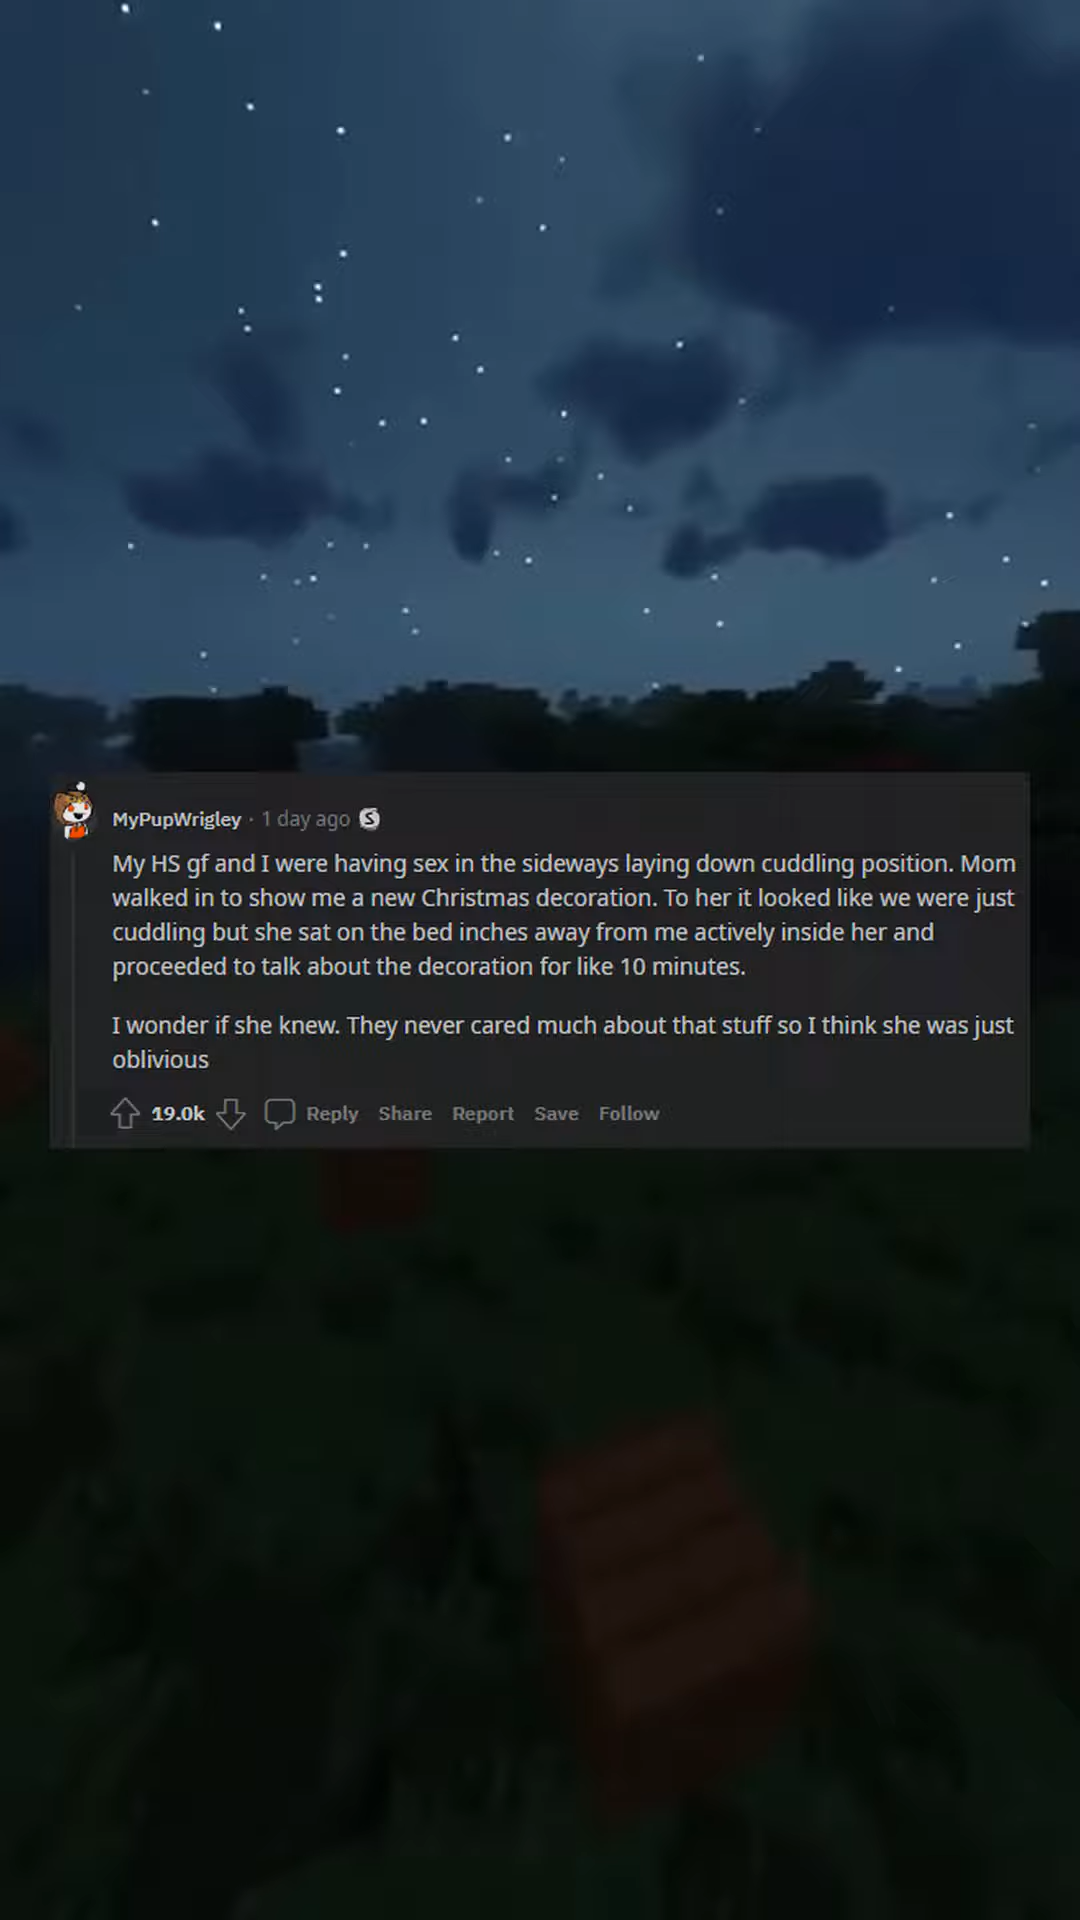 MyPupWrigley · 1 day ago S
My HS gf and I were having sex in the sideways laying down cuddling position. Mom
walked in to show me a new Christmas decoration. To her it looked like we were just
cuddling but she sat on the bed inches away from me actively inside her and
proceeded to talk about the decoration for like 10 minutes.
I wonder if she knew. They never cared much about that stuff so I think she was just
oblivious
19.0k Reply Share Report Save Follow